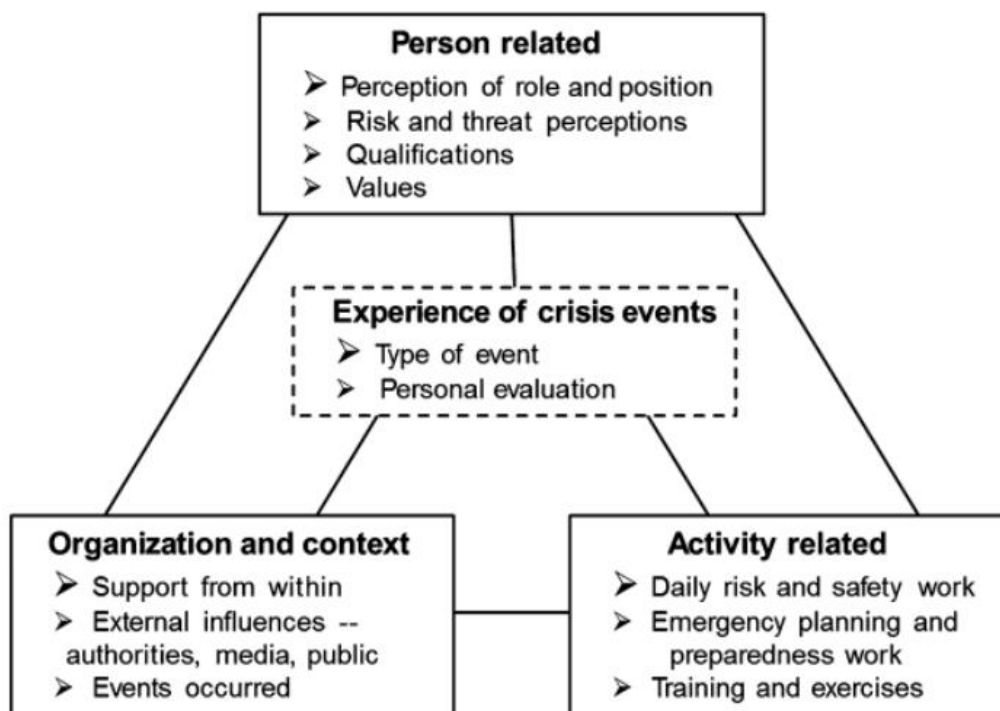 Person related
➢ Perception of role and position
➢ Risk and threat perceptions
➢ Qualifications
➢ Values
Experience of crisis events
➢ Type of event
➢ Personal evaluation
Organization and context
➢ Support from within
➢ External influences --
authorities, media, public
➢ Events occurred
Activity related
➢ Daily risk and safety work
➢ Emergency planning and
preparedness work
➢ Training and exercises